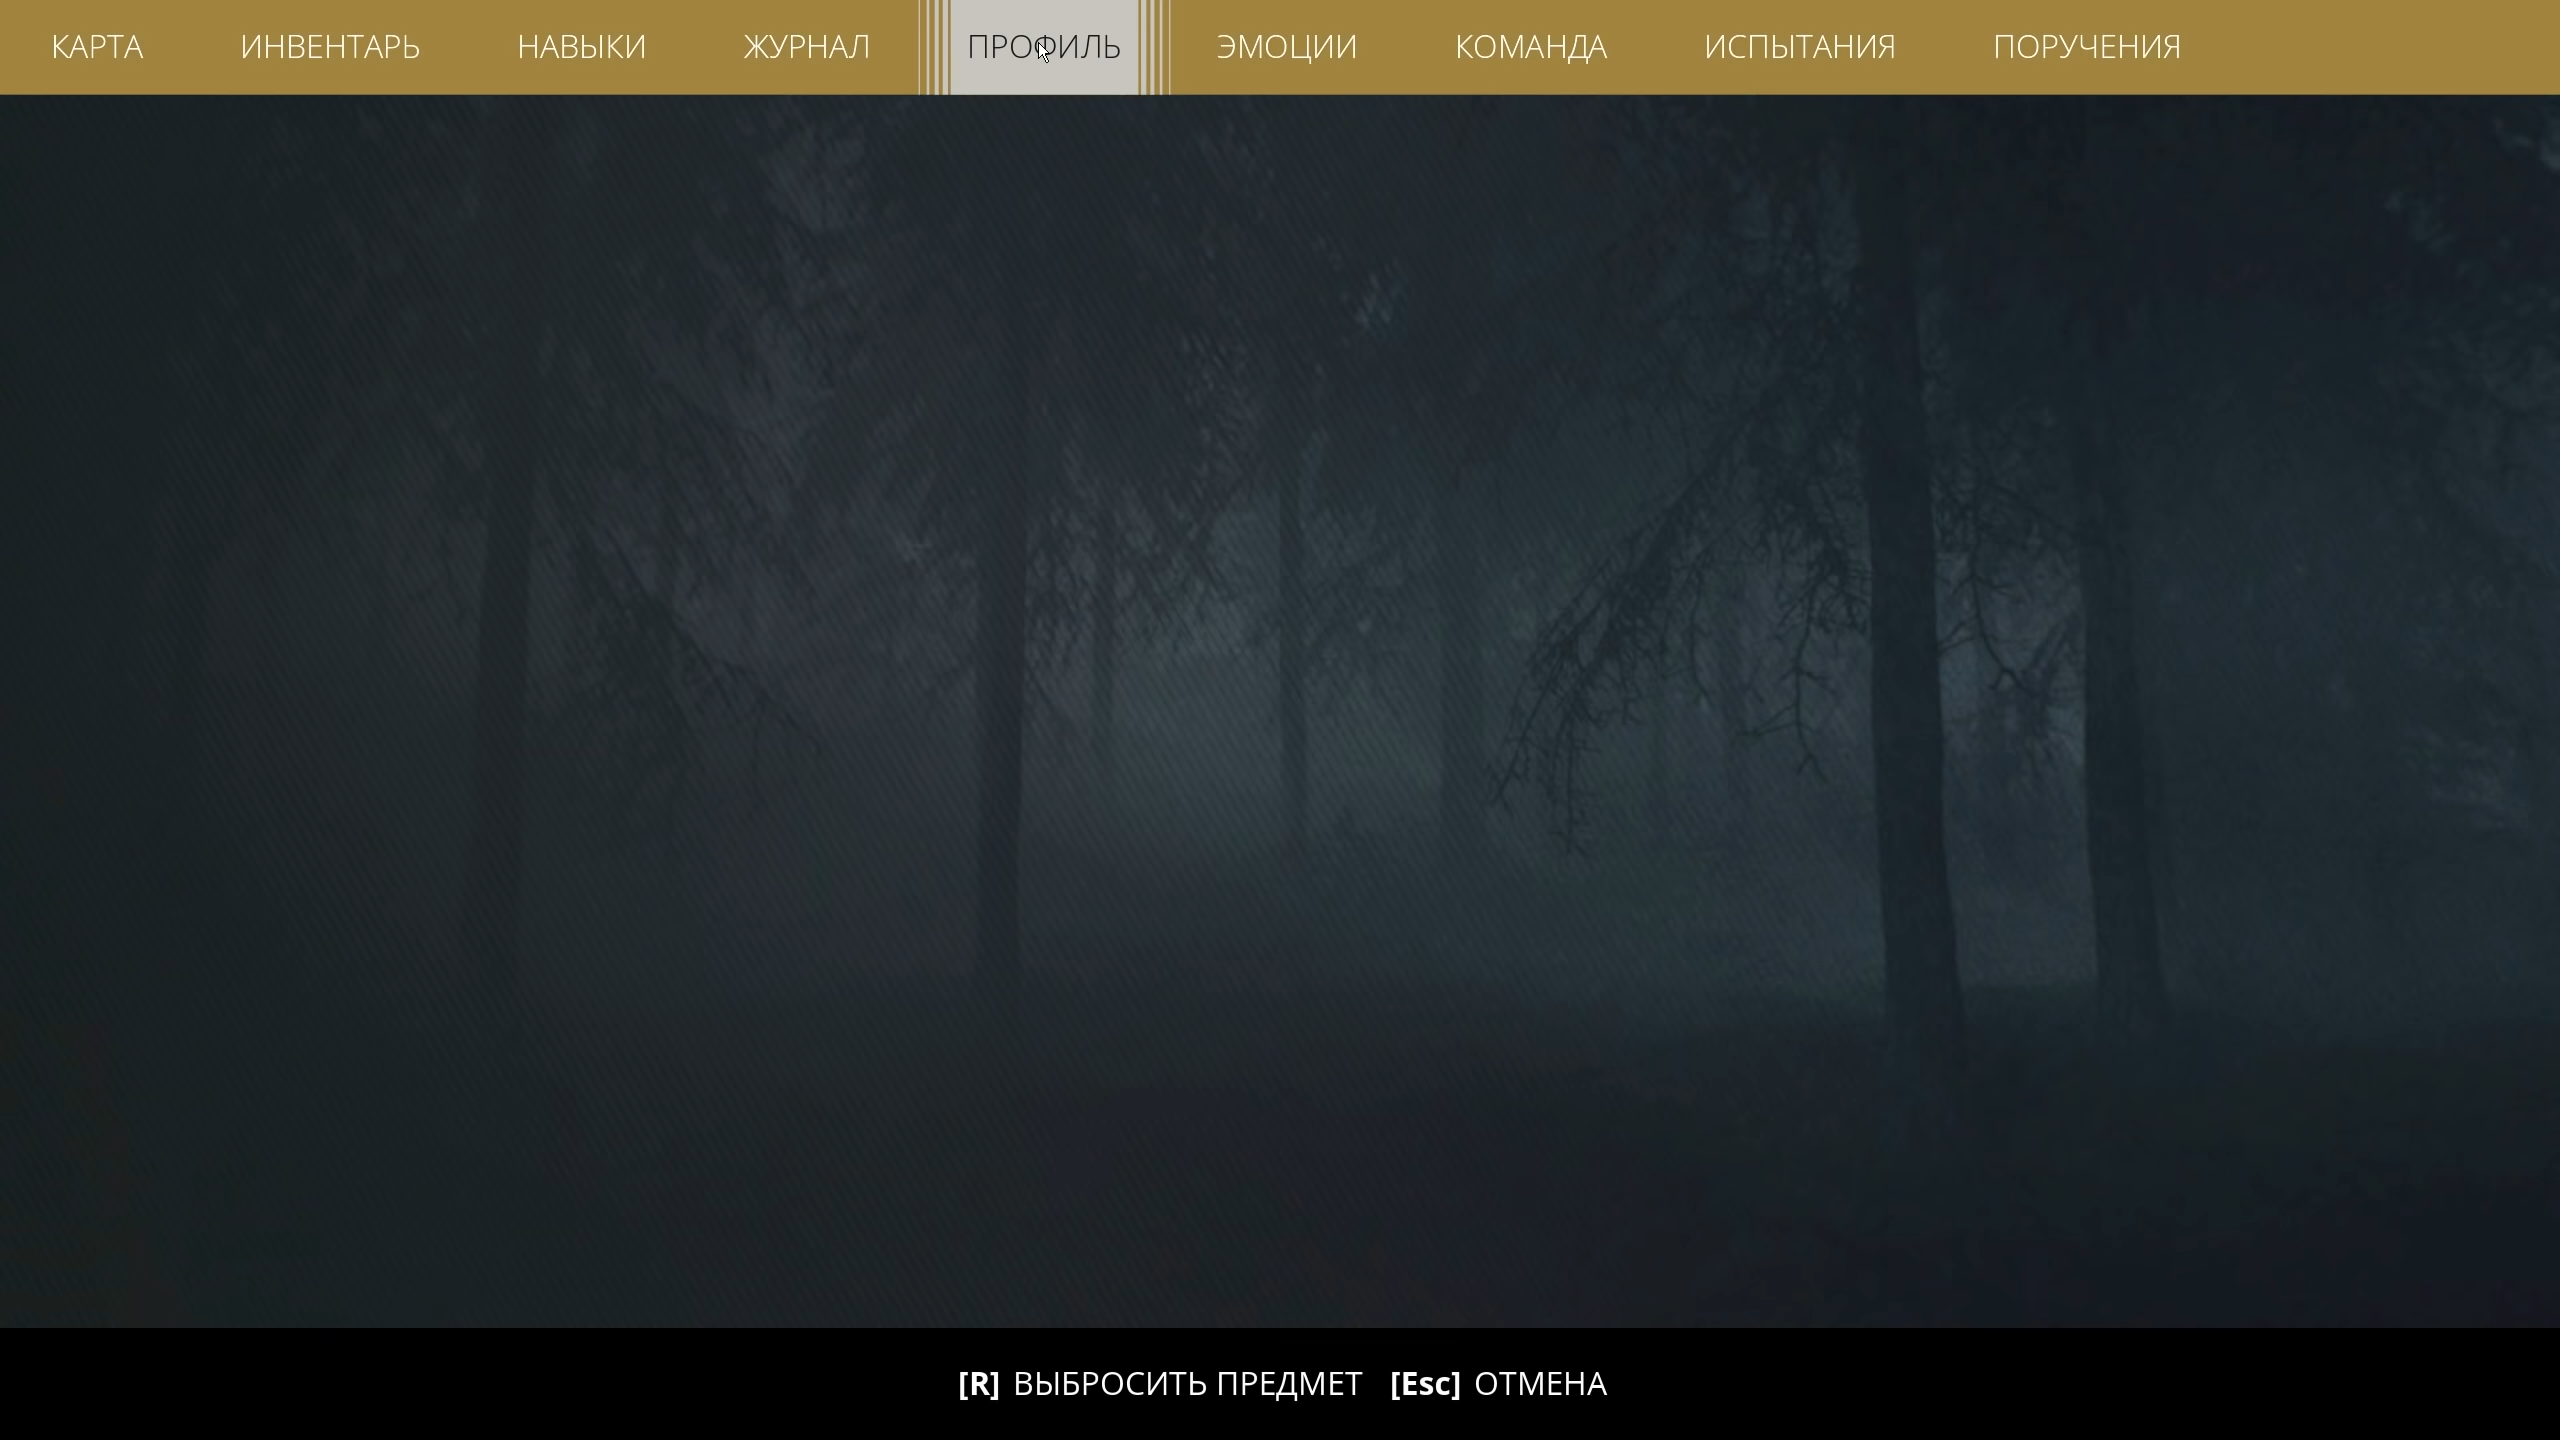 КАРТА ИНВЕНТАРЬ НАВЫКИ ЖУРНАЛ ПРОФИЛЬ ЭМОЦИИ КОМАНДА ИСПЫТАНИЯ ПОРУЧЕНИЯ
[R] ВЫБРОСИТЬ ПРЕДМЕТ [Esc] ОТМЕНА